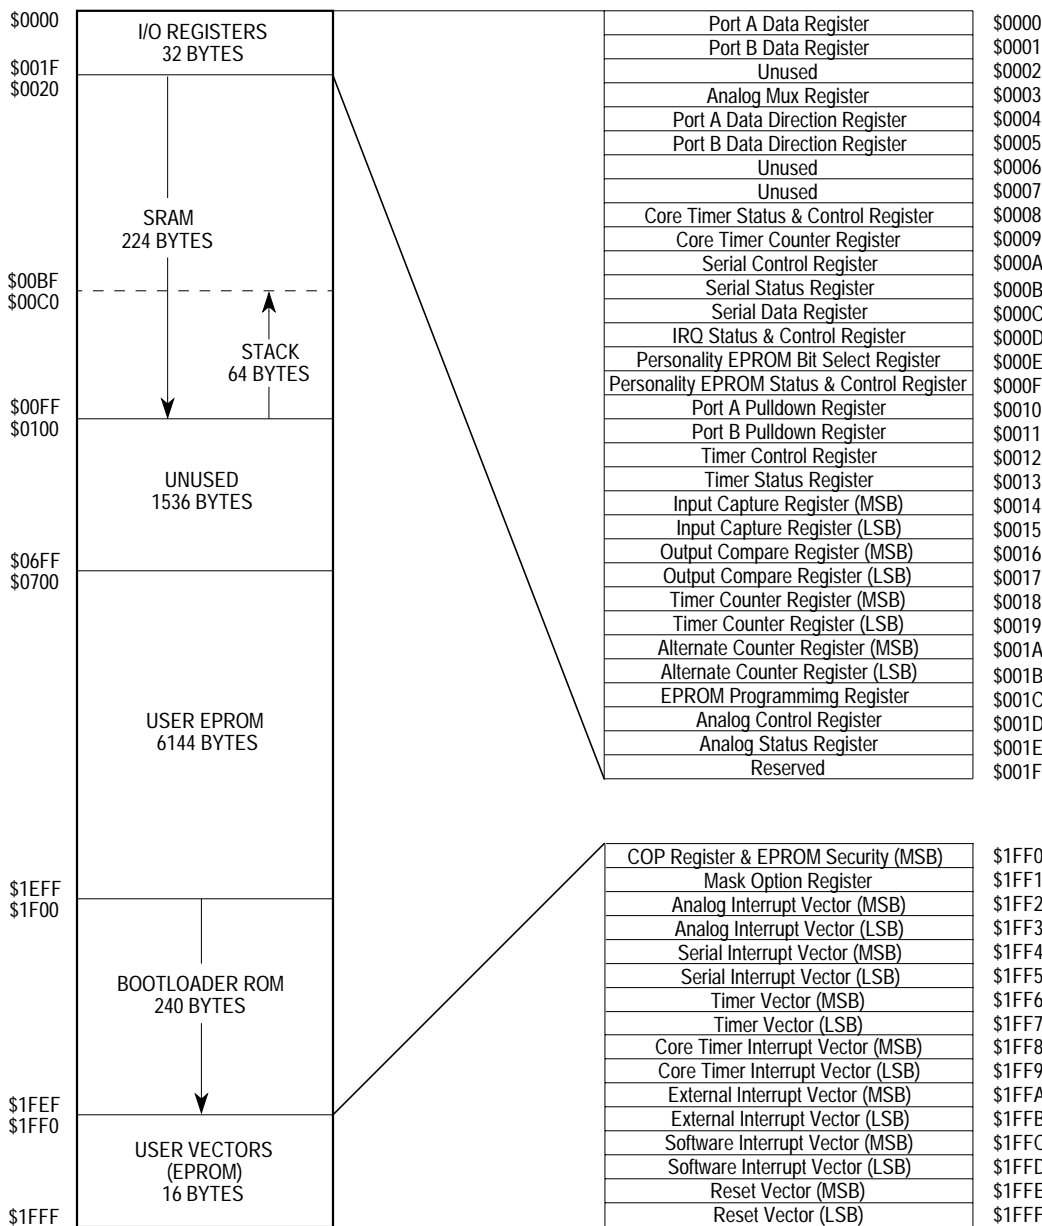 $0000
I/O REGISTERS
32 BYTES
$001F
$0020
SRAM
224 BYTES
$00BF
$00C0
STACK
64 BYTES
$00FF
$0100
UNUSED
1536 BYTES
$06FF
$0700
USER EPROM
6144 BYTES
$1EFF
$1F00
BOOTLOADER ROM
240 BYTES
$1FEF
$1FF0
USER VECTORS
(EPROM)
16 BYTES
$1FFF
Port A Data Register $0000
Port B Data Register $0001
Unused $0002
Analog Mux Register $0003
Port A Data Direction Register $0004
Port B Data Direction Register $0005
Unused $0006
Unused $0007
Core Timer Status & Control Register $0008
Core Timer Counter Register $0009
Serial Control Register $000A
Serial Status Register $000B
Serial Data Register $000C
IRQ Status & Control Register $000D
Personality EPROM Bit Select Register $000E
Personality EPROM Status & Control Register $000F
Port A Pulldown Register $0010
Port B Pulldown Register $0011
Timer Control Register $0012
Timer Status Register $0013
Input Capture Register (MSB) $0014
Input Capture Register (LSB) $0015
Output Compare Register (MSB) $0016
Output Compare Register (LSB) $0017
Timer Counter Register (MSB) $0018
Timer Counter Register (LSB) $0019
Alternate Counter Register (MSB) $001A
Alternate Counter Register (LSB) $001B
EPROM Programmimg Register $001C
Analog Control Register $001D
Analog Status Register $001E
Reserved $001F
COP Register & EPROM Security (MSB) $1FF0
Mask Option Register $1FF1
Analog Interrupt Vector (MSB) $1FF2
Analog Interrupt Vector (LSB) $1FF3
Serial Interrupt Vector (MSB) $1FF4
Serial Interrupt Vector (LSB) $1FF5
Timer Vector (MSB) $1FF6
Timer Vector (LSB) $1FF7
Core Timer Interrupt Vector (MSB) $1FF8
Core Timer Interrupt Vector (LSB) $1FF9
External Interrupt Vector (MSB) $1FFA
External Interrupt Vector (LSB) $1FFB
Software Interrupt Vector (MSB) $1FFC
Software Interrupt Vector (LSB) $1FFD
Reset Vector (MSB) $1FFE
Reset Vector (LSB) $1FFF